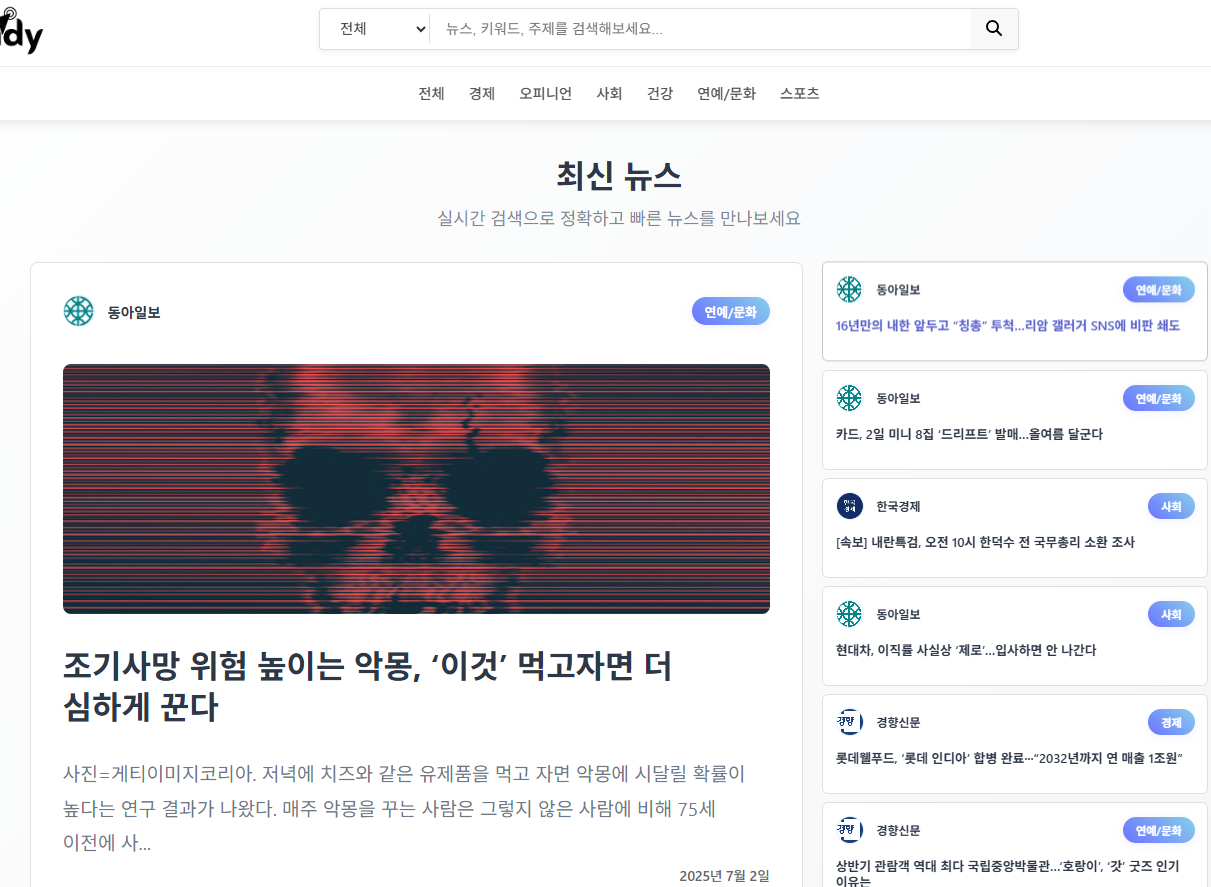 dy
전체
뉴스, 키워드, 주제를 검색해보세요...
전체 경제 오피니언 사회 건강 연예/문화 스포츠
최신 뉴스
실시간 검색으로 정확하고 빠른 뉴스를 만나보세요
동아일보
연예/문화
조기사망 위험 높이는 악몽, ‘이것’ 먹고자면 더
심하게 꾼다
사진=게티이미지코리아. 저녁에 치즈와 같은 유제품을 먹고 자면 악몽에 시달릴 확률이
높다는 연구 결과가 나왔다. 매주 악몽을 꾸는 사람은 그렇지 않은 사람에 비해 75세
이전에 사...
2025년 7월 2일
동아일보
연예/문화
16년만의 내한 앞두고 “칭총” 투척…리암 갤러거 SNS에 비판 쇄도
동아일보
연예/문화
카드, 2일 미니 8집 ‘드리프트’ 발매…올여름 달군다
한국경제
사회
[속보] 내란특검, 오전 10시 한덕수 전 국무총리 소환 조사
동아일보
사회
현대차, 이직률 사실상 ‘제로’…입사하면 안 나간다
경향
경향신문
경제
롯데웰푸드, ‘롯데 인디아’ 합병 완료···“2032년까지 연 매출 1조원”
경향
경향신문
연예/문화
상반기 관람객 역대 최다 국립중앙박물관…‘호랑이’, ‘갓’ 굿즈 인기
이유는